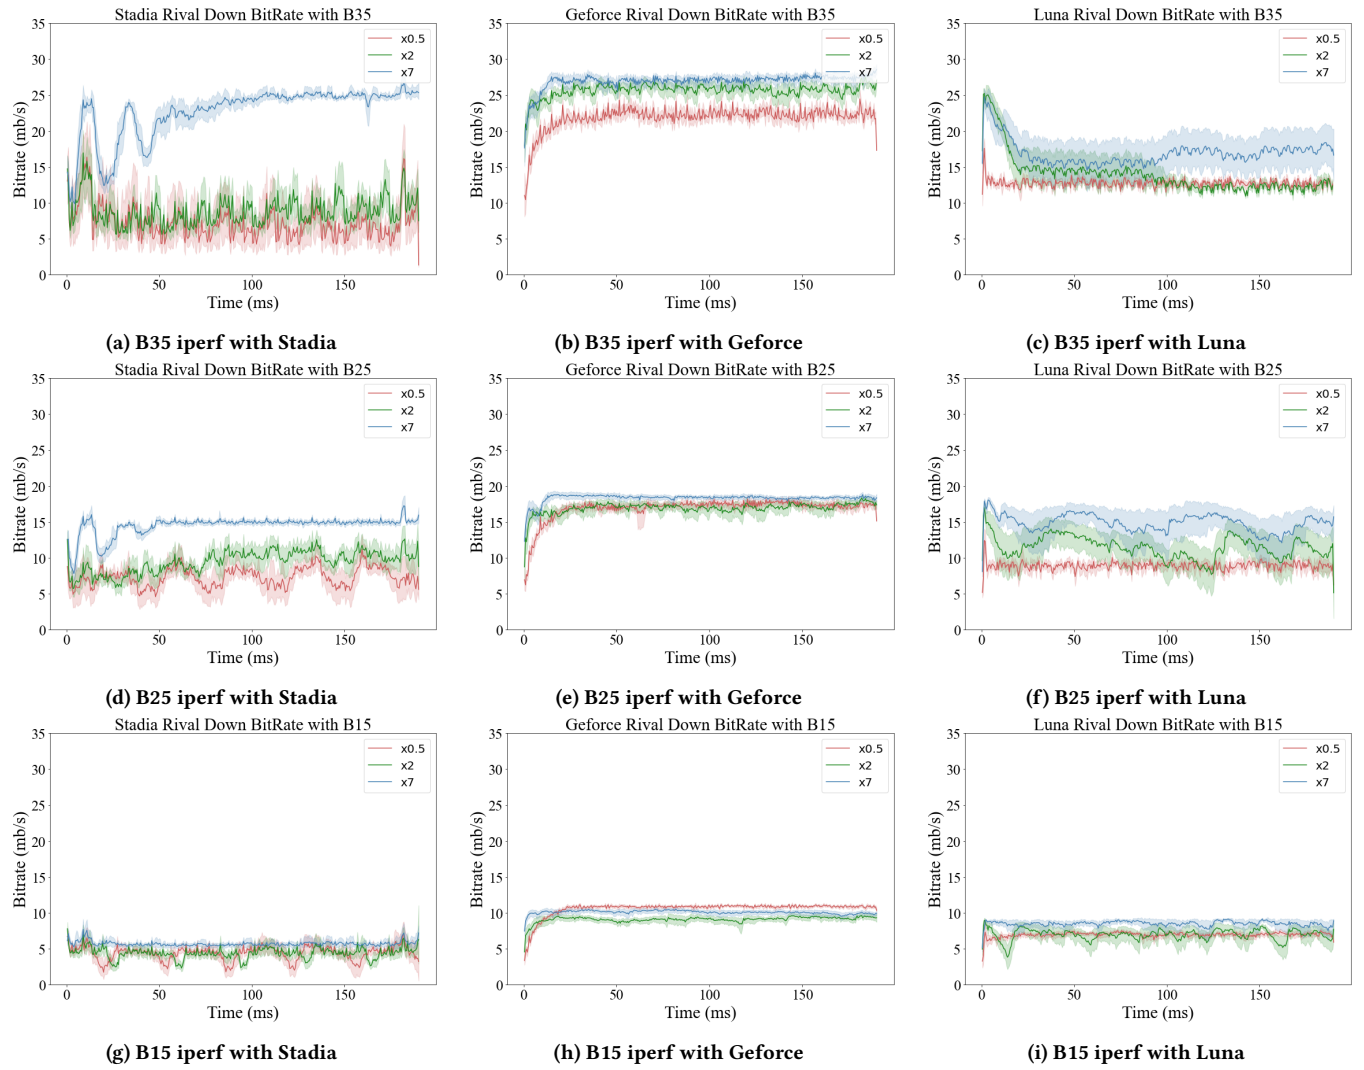 Stadia Rival Down BitRate with B35
Geforce Rival Down BitRate with B35
Luna Rival Down BitRate with B35
35
30
25
20
15
10
5
0
Bitrate (mb/s)
x0.5
x2
x7
0 50 100 150
Time (ms)
35
30
25
20
15
10
5
0
Bitrate (mb/s)
x0.5
x2
x7
0 50 100 150
Time (ms)
35
30
25
20
15
10
5
0
Bitrate (mb/s)
x0.5
x2
x7
0 50 100 150
Time (ms)
(a) B35 iperf with Stadia
(b) B35 iperf with Geforce
(c) B35 iperf with Luna
Stadia Rival Down BitRate with B25
Geforce Rival Down BitRate with B25
Luna Rival Down BitRate with B25
35
30
25
20
15
10
5
0
Bitrate (mb/s)
x0.5
x2
x7
0 50 100 150
Time (ms)
35
30
25
20
15
10
5
0
Bitrate (mb/s)
x0.5
x2
x7
0 50 100 150
Time (ms)
35
30
25
20
15
10
5
0
Bitrate (mb/s)
x0.5
x2
x7
0 50 100 150
Time (ms)
(d) B25 iperf with Stadia
(e) B25 iperf with Geforce
(f) B25 iperf with Luna
Stadia Rival Down BitRate with B15
Geforce Rival Down BitRate with B15
Luna Rival Down BitRate with B15
35
30
25
20
15
10
5
0
Bitrate (mb/s)
x0.5
x2
x7
0 50 100 150
Time (ms)
35
30
25
20
15
10
5
0
Bitrate (mb/s)
x0.5
x2
x7
0 50 100 150
Time (ms)
35
30
25
20
15
10
5
0
Bitrate (mb/s)
x0.5
x2
x7
0 50 100 150
Time (ms)
(g) B15 iperf with Stadia
(h) B15 iperf with Geforce
(i) B15 iperf with Luna